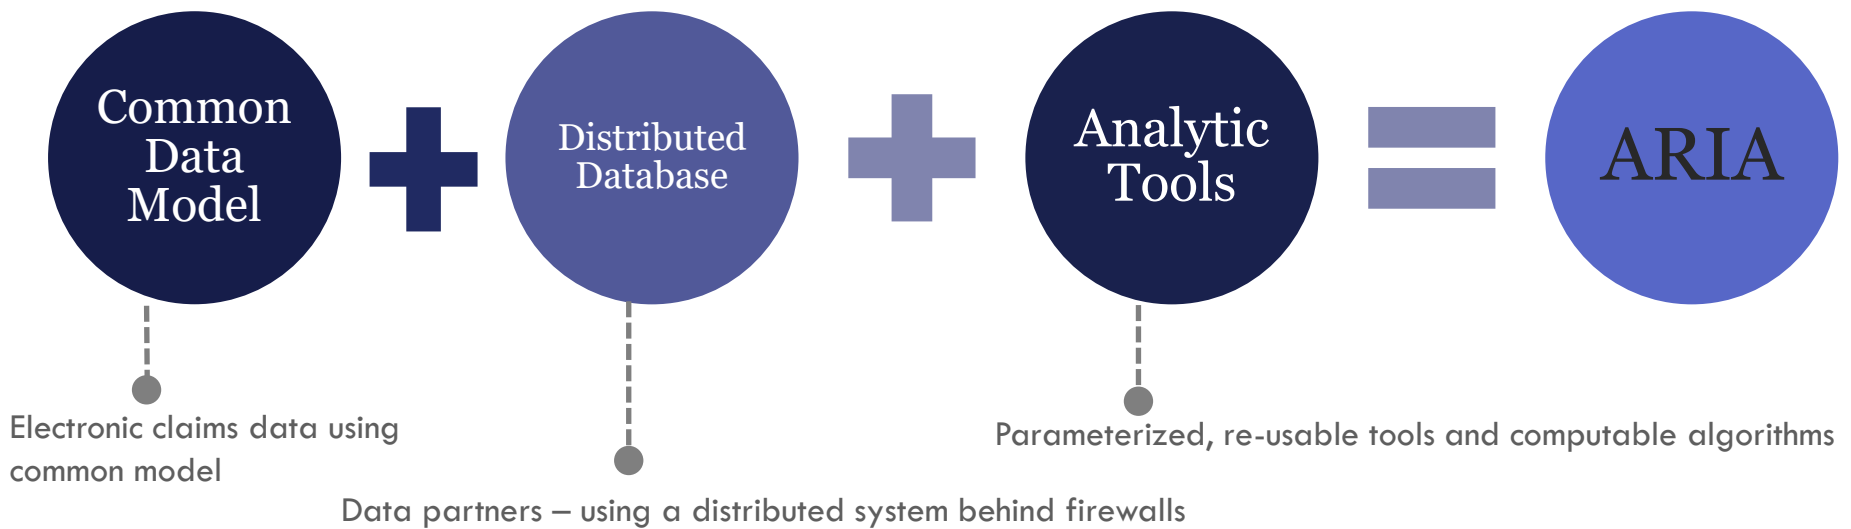 Common
Data
Model
Distributed
Database
Analytic
Tools
ARIA
Electronic claims data using
common model
Data partners – using a distributed system behind firewalls
Parameterized, re-usable tools and computable algorithms